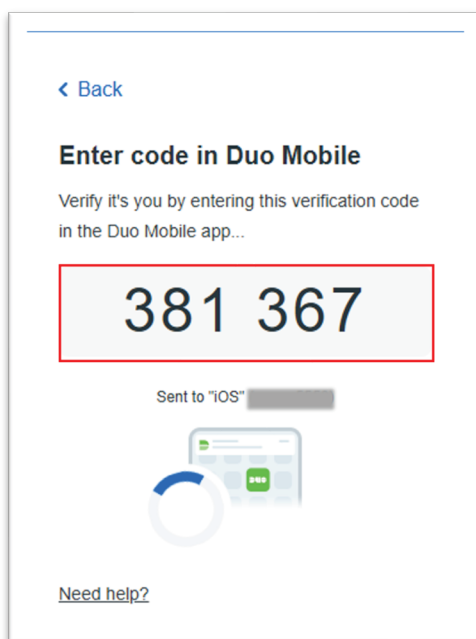 Back
Enter code in Duo Mobile
Verify it's you by entering this verification code
in the Duo Mobile app...
381 367
Sent to "iOS"
DUO
Need help?